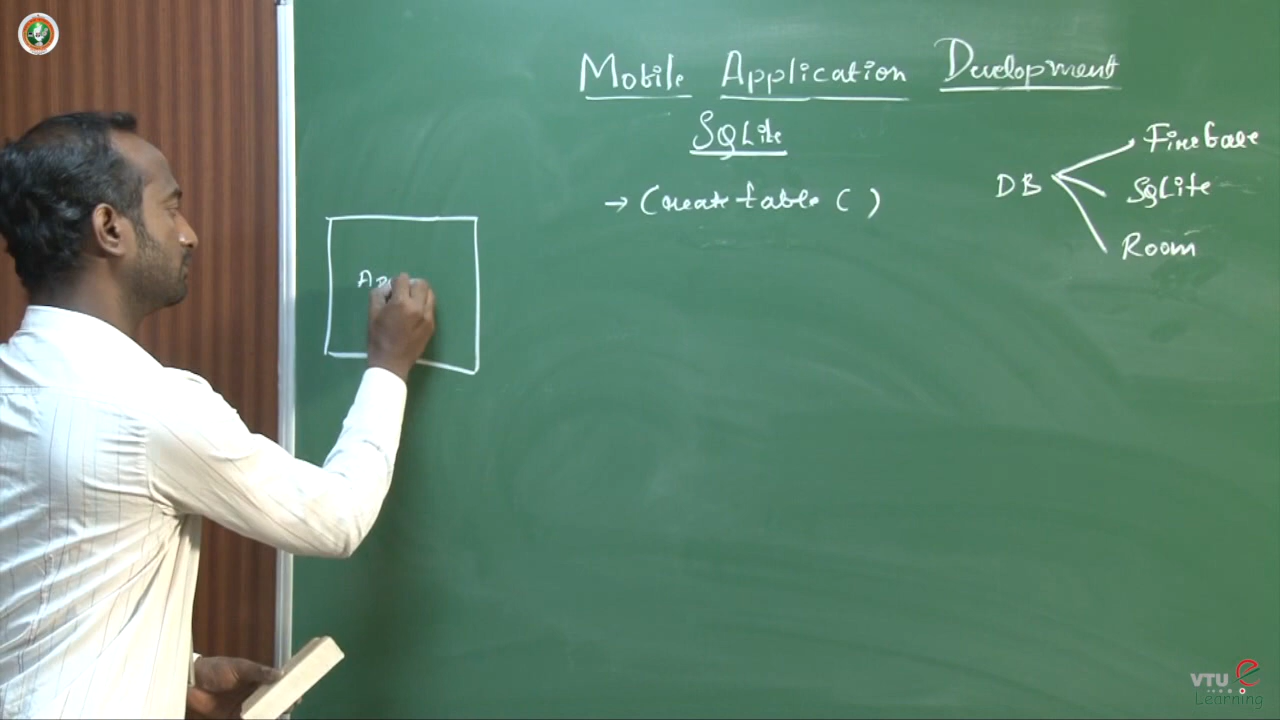 Mobile Application Development
SQLite
→ Create table ( )
DB
Firebase
SQLite
Room
VTU e
Learning